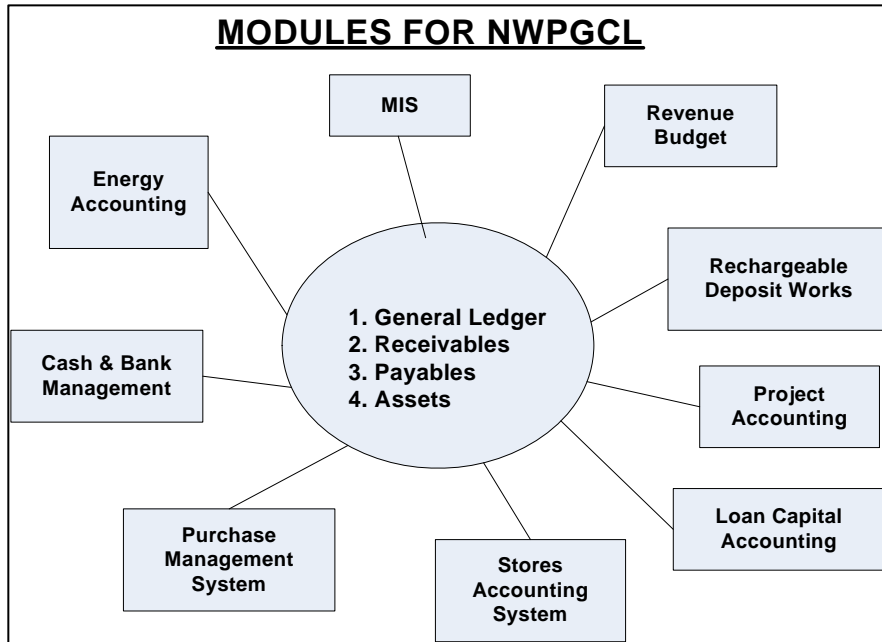 MODULES FOR NWPGCL
MIS
Revenue
Budget
Energy
Accounting
Rechargeable
Deposit Works
1. General Ledger
2. Receivables
3. Payables
4. Assets
Cash & Bank
Management
Project
Accounting
Loan Capital
Accounting
Purchase
Management
System
Stores
Accounting
System